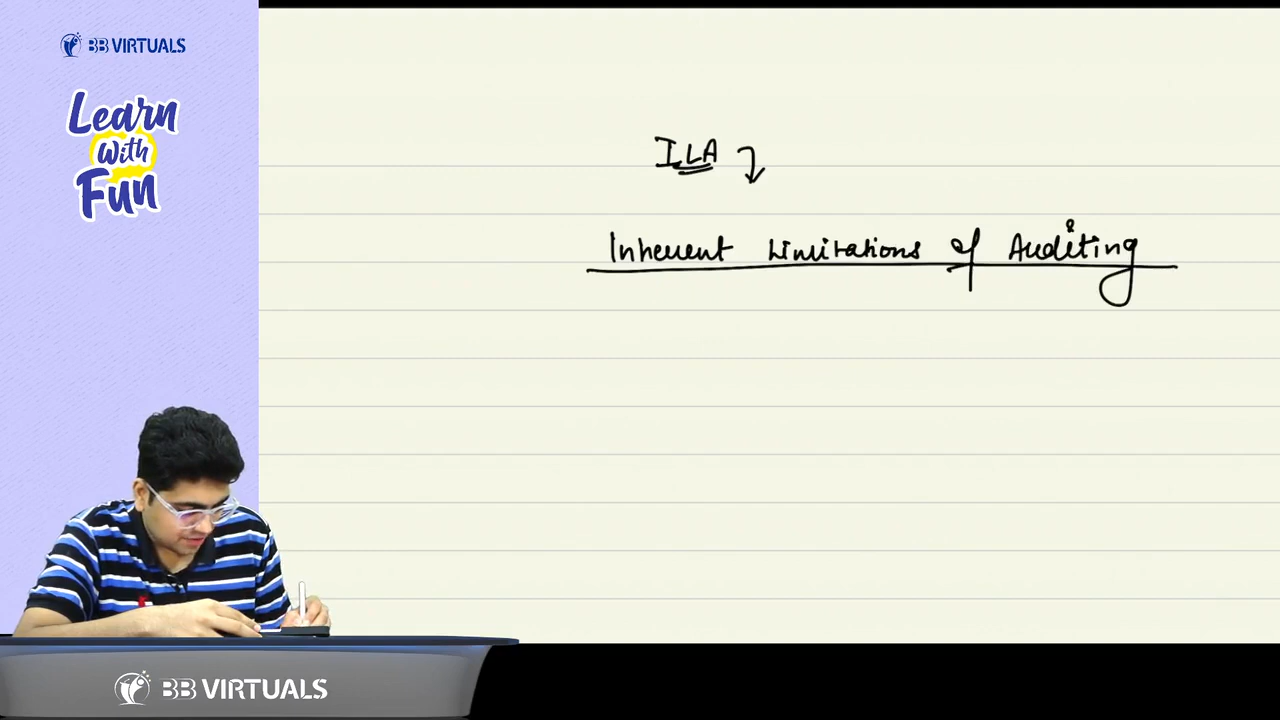 BB VIRTUALS
Learn
With
Fun
ILA
Inherent Limitations of Auditing
BB VIRTUALS